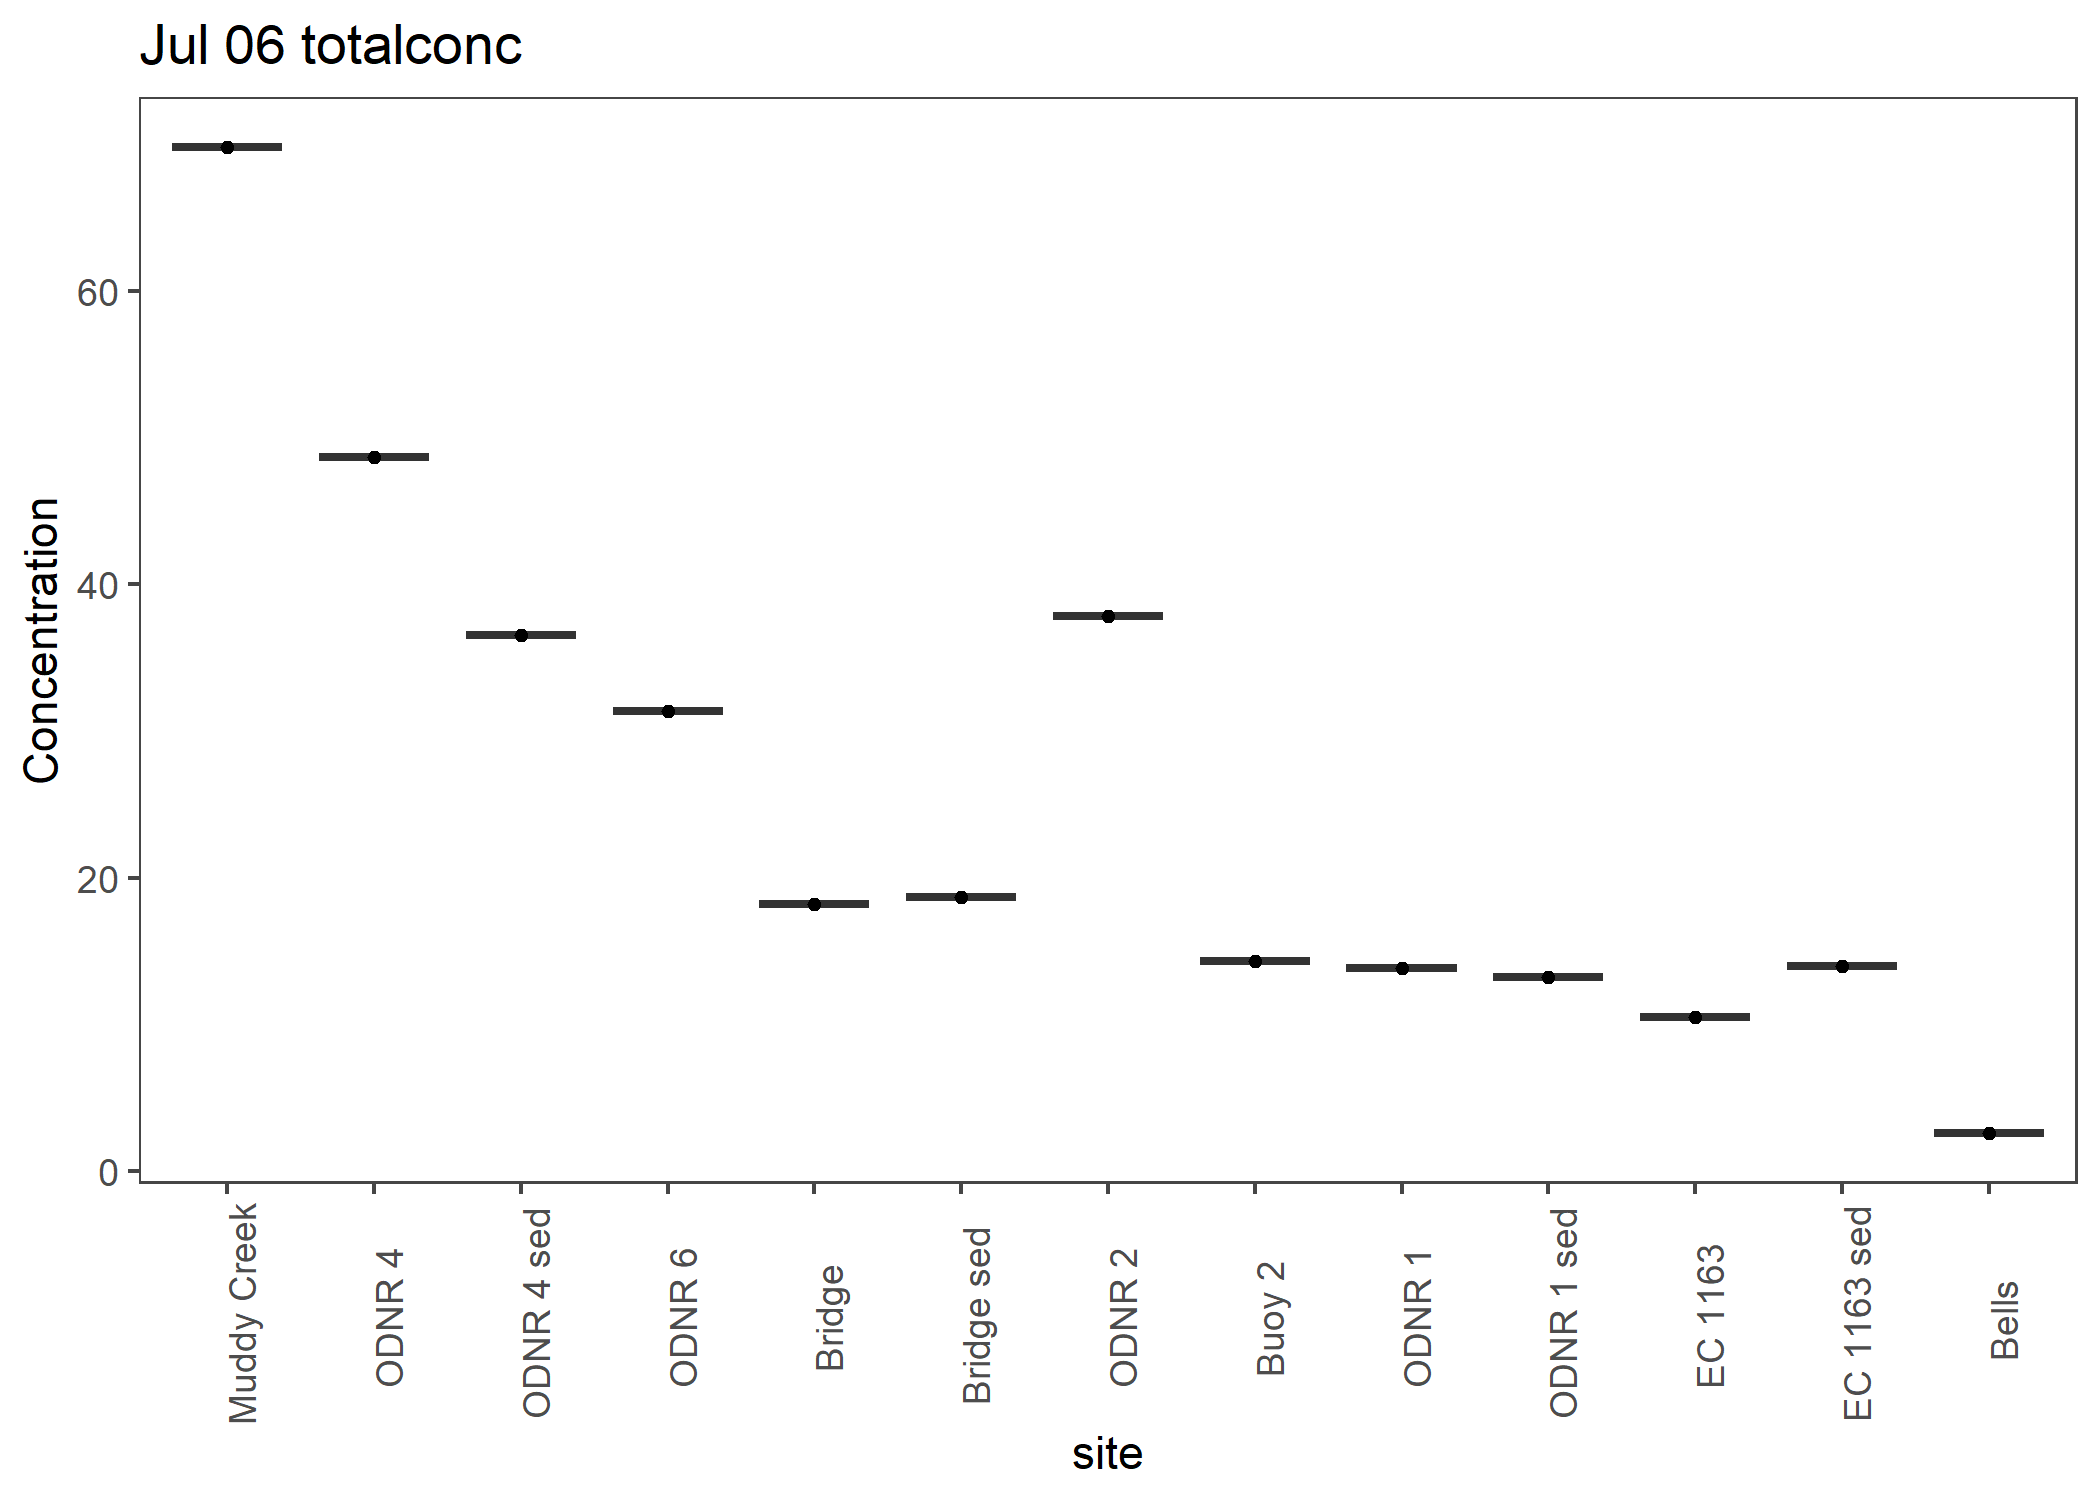 Jul 06 totalconc
Concentration
60
40
20
0
Muddy Creek
ODNR 4
ODNR 4 sed
ODNR 6
Bridge
Bridge sed
ODNR 2
Buoy 2
ODNR 1
ODNR 1 sed
EC 1163
EC 1163 sed
Bells
site